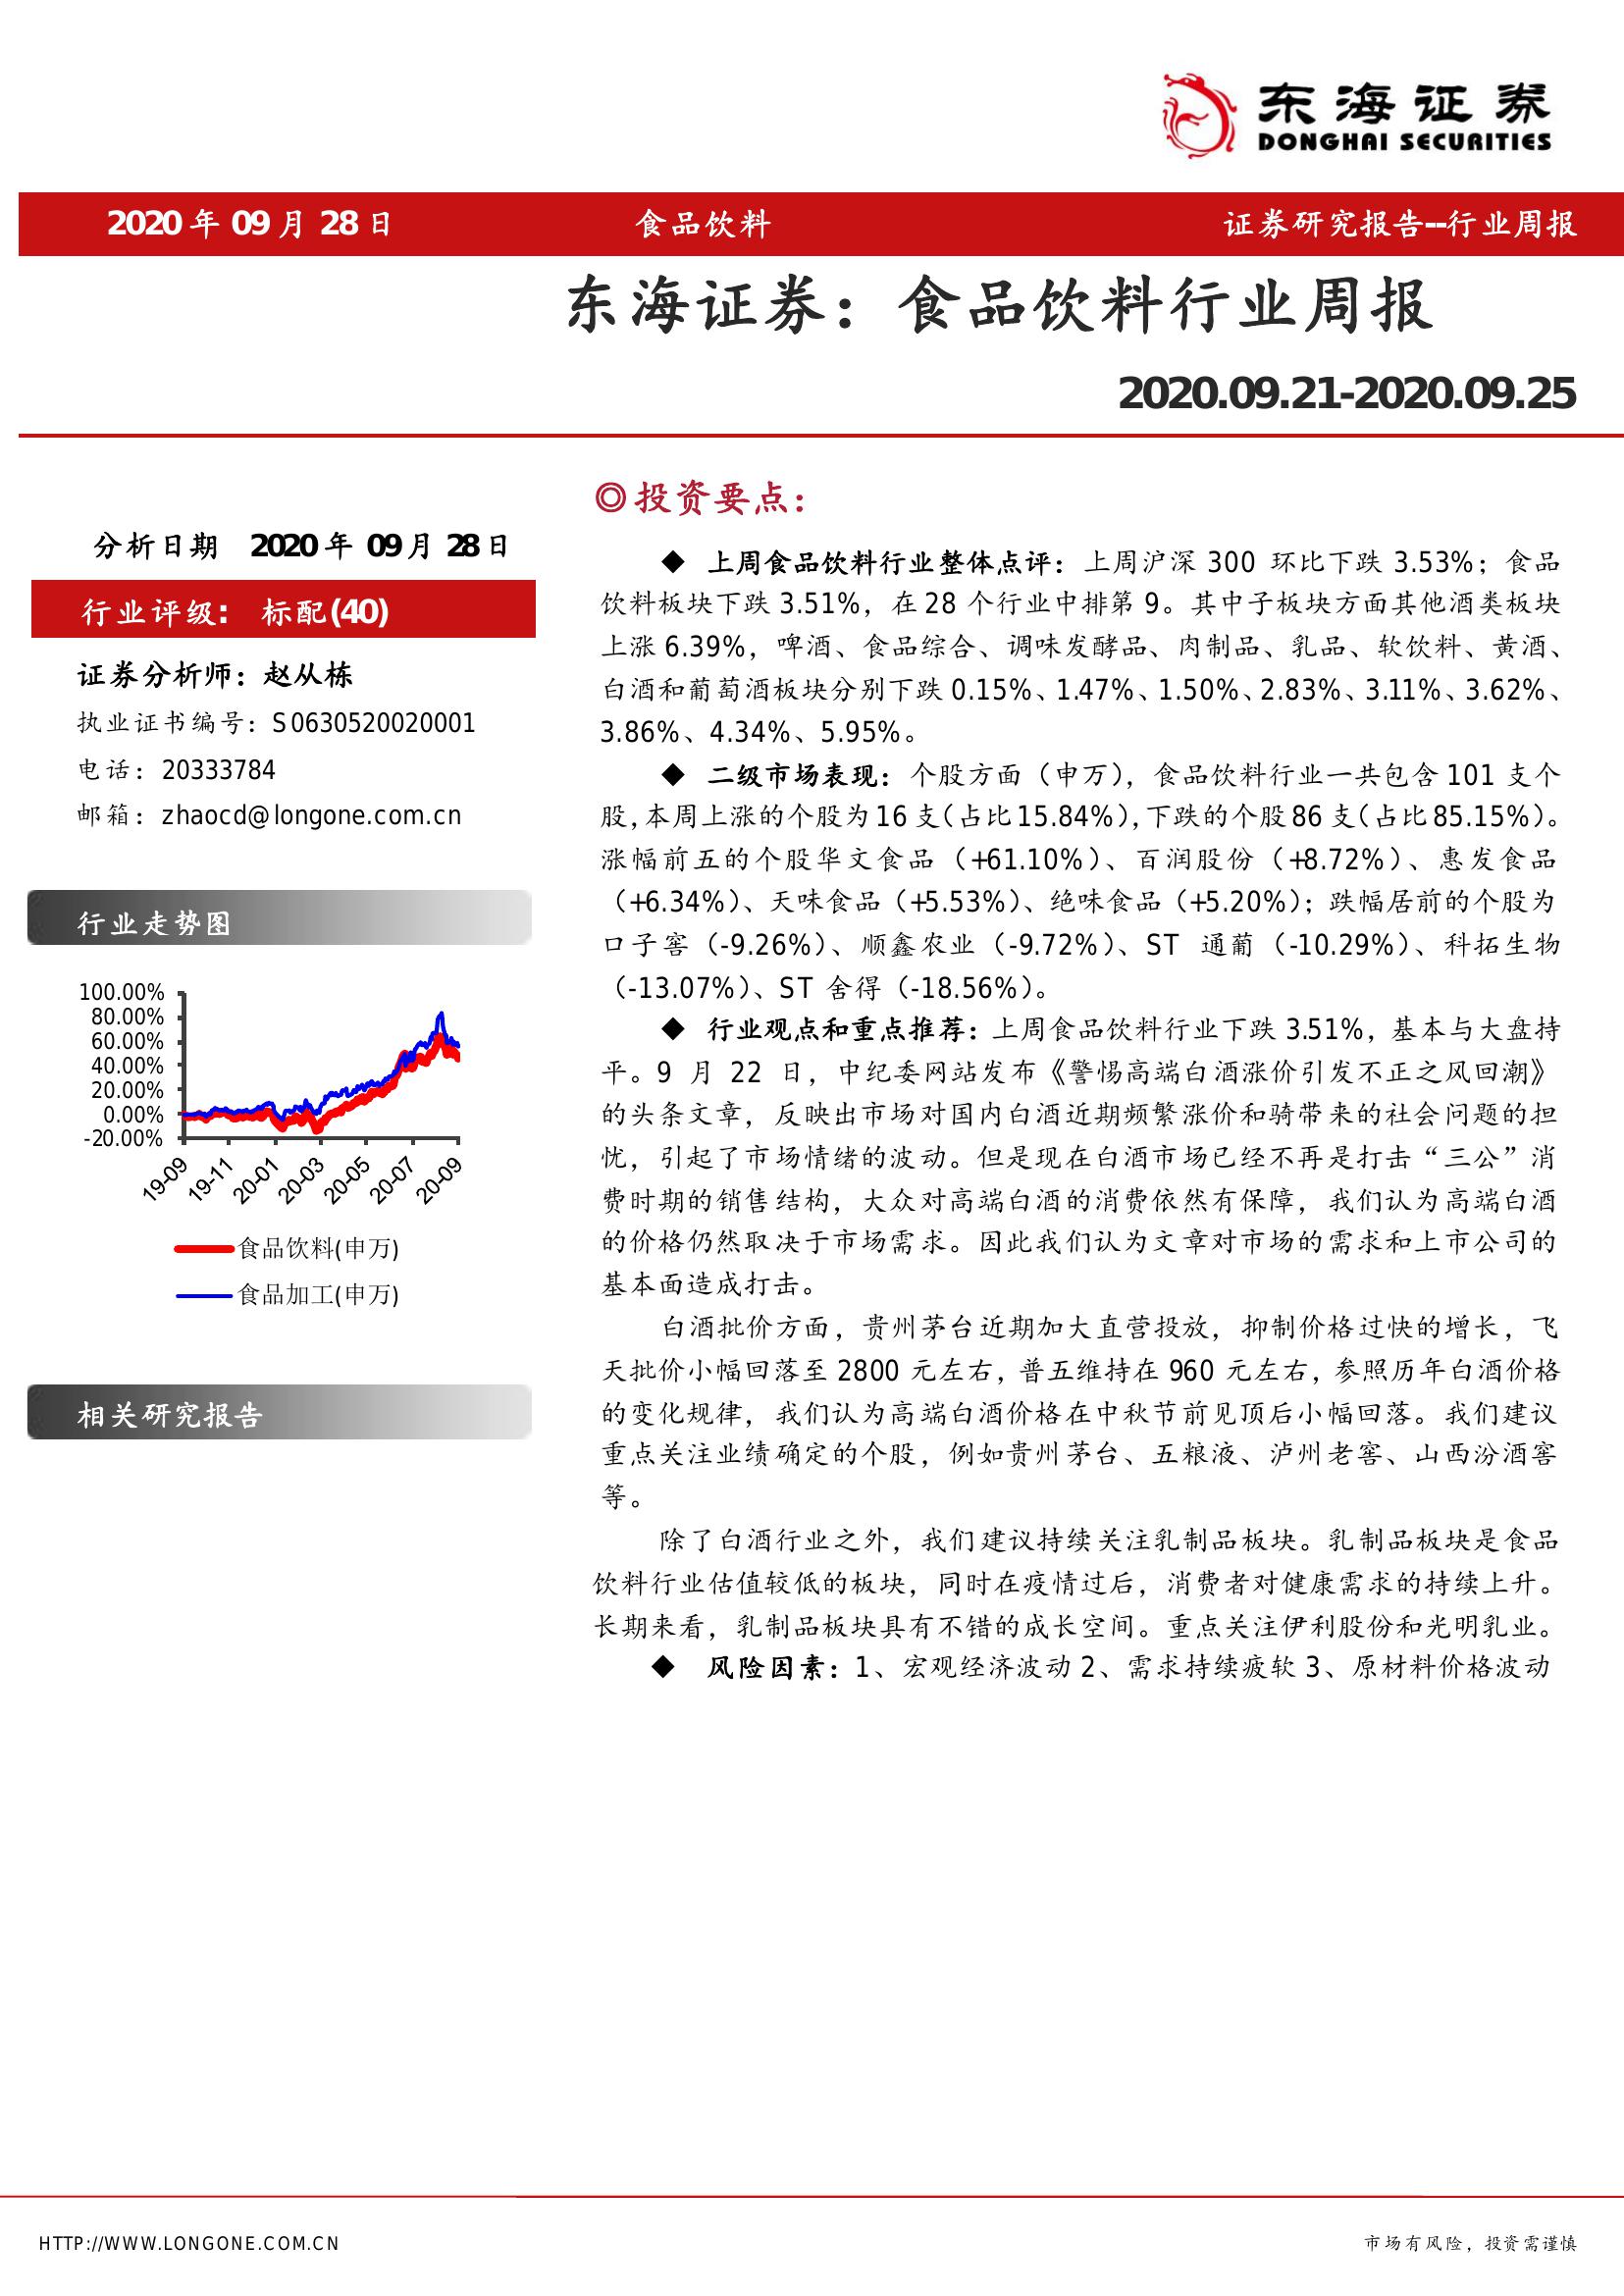 东海证券
DONGHAI SECURITIES
2020 年 09 月 28 日 食品饮料 证券研究报告--行业周报
东海证券：食品饮料行业周报
2020.09.21-2020.09.25
分析日期 2020 年 09 月 28 日
行业评级： 标配(40)
证券分析师：赵从栋
执业证书编号：S0630520020001
电话：20333784
邮箱：zhaocd@longone.com.cn
行业走势图
100.00%
80.00%
60.00%
40.00%
20.00%
0.00%
-20.00%
19-09 19-11 20-01 20-03 20-05 20-07 20-09
食品饮料(申万)
食品加工(申万)
相关研究报告
◎投资要点：
◆ 上周食品饮料行业整体点评：上周沪深 300 环比下跌 3.53%；食品
饮料板块下跌 3.51%，在 28 个行业中排第 9。其中子板块方面其他酒类板块
上涨 6.39%，啤酒、食品综合、调味发酵品、肉制品、乳品、软饮料、黄酒、
白酒和葡萄酒板块分别下跌 0.15%、1.47%、1.50%、2.83%、3.11%、3.62%、
3.86%、4.34%、5.95%。
◆ 二级市场表现：个股方面（申万），食品饮料行业一共包含 101 支个
股，本周上涨的个股为 16 支（占比 15.84%），下跌的个股 86 支（占比 85.15%）。
涨幅前五的个股华文食品（+61.10%）、百润股份（+8.72%）、惠发食品
（+6.34%）、天味食品（+5.53%）、绝味食品（+5.20%）；跌幅居前的个股为
口子窖（-9.26%）、顺鑫农业（-9.72%）、ST 通葡（-10.29%）、科拓生物
（-13.07%）、ST 舍得（-18.56%）。
◆ 行业观点和重点推荐：上周食品饮料行业下跌 3.51%，基本与大盘持
平。9 月 22 日，中纪委网站发布《警惕高端白酒涨价引发不正之风回潮》
的头条文章，反映出市场对国内白酒近期频繁涨价和骑带来的社会问题的担
忧，引起了市场情绪的波动。但是现在白酒市场已经不再是打击“三公”消
费时期的销售结构，大众对高端白酒的消费依然有保障，我们认为高端白酒
的价格仍然取决于市场需求。因此我们认为文章对市场的需求和上市公司的
基本面造成打击。
白酒批价方面，贵州茅台近期加大直营投放，抑制价格过快的增长，飞
天批价小幅回落至 2800 元左右，普五维持在 960 元左右，参照历年白酒价格
的变化规律，我们认为高端白酒价格在中秋节前见顶后小幅回落。我们建议
重点关注业绩确定的个股，例如贵州茅台、五粮液、泸州老窖、山西汾酒窖
等。
除了白酒行业之外，我们建议持续关注乳制品板块。乳制品板块是食品
饮料行业估值较低的板块，同时在疫情过后，消费者对健康需求的持续上升。
长期来看，乳制品板块具有不错的成长空间。重点关注伊利股份和光明乳业。
◆ 风险因素：1、宏观经济波动 2、需求持续疲软 3、原材料价格波动
HTTP://WWW.LONGONE.COM.CN 市场有风险，投资需谨慎